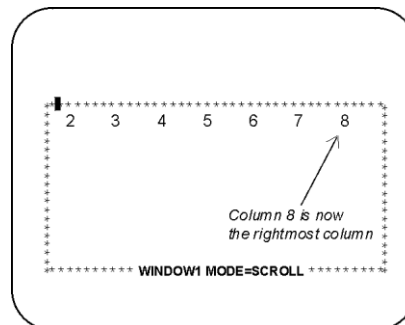 2 3 4 5 6 7 8
Column 8 is now
the rightmost column
WINDOW1 MODE=SCROLL